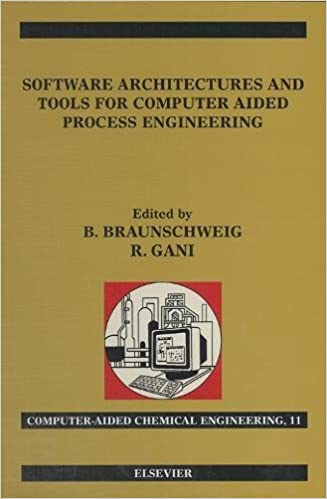 SOFTWARE ARCHITECTURES AND
TOOLS FOR COMPUTER AIDED
PROCESS ENGINEERING
Edited by
B. BRAUNSCHWEIG
R. GANI
COMPUTER-AIDED CHEMICAL ENGINEERING, 11
ELSEVIER